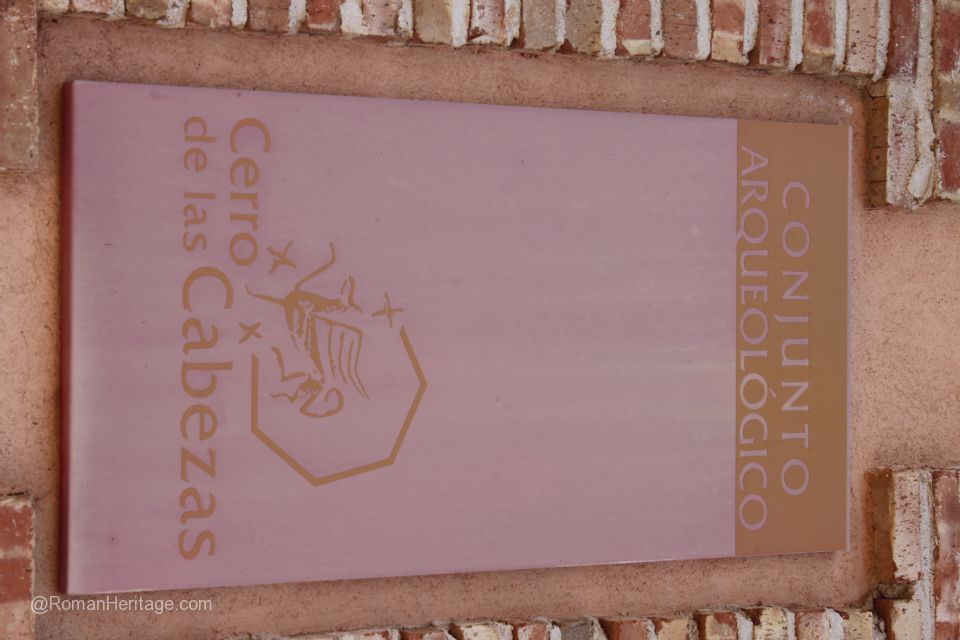 CONJUNTO
ARQUEOLÓGICO
Cerro
de las Cabezas
@RomanHeritage.com